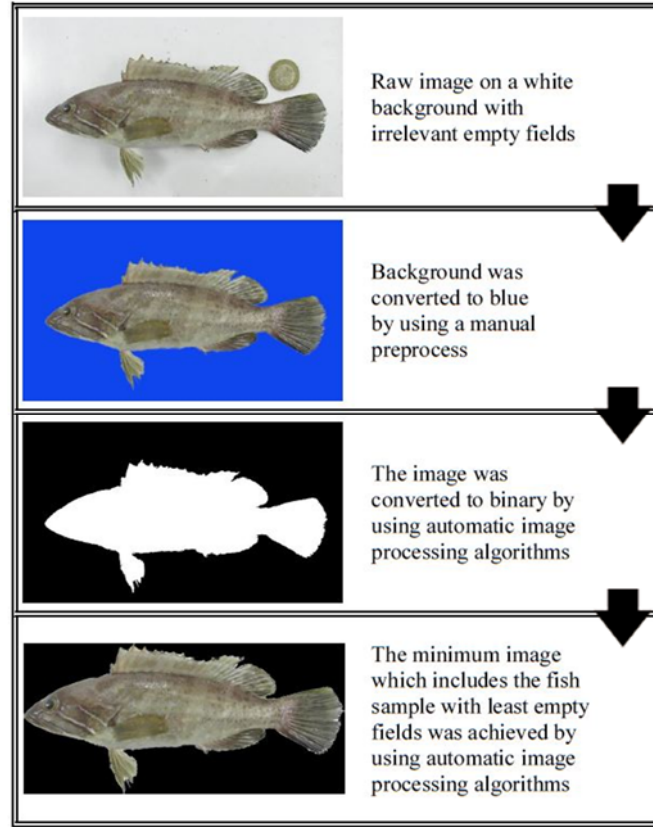 Raw image on a white
background with
irrelevant empty fields
Background was
converted to blue
by using a manual
preprocess
The image was
converted to binary by
using automatic image
processing algorithms
The minimum image
which includes the fish
sample with least empty
fields was achieved by
using automatic image
processing algorithms